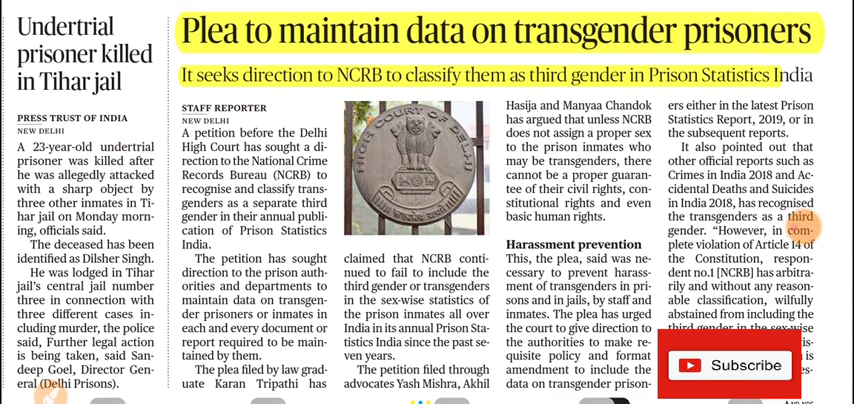 Undertrial
prisoner killed
in Tihar jail
PRESS TRUST OF INDIA
NEW DELHI
A 23-year-old undertrial
prisoner was killed after
he was allegedly attacked
with a sharp object by
three other inmates in Ti-
har jail on Monday morn-
ing, officials said.
The deceased has been
identified as Dilsher Singh.
He was lodged in Tihar
jail's central jail number
three in connection with
three different cases in-
cluding murder, the police
said, Further legal action
is being taken, said San-
deep Goel, Director Gen-
eral (Delhi Prisons).
Plea to maintain data on transgender prisoners
It seeks direction to NCRB to classify them as third gender in Prison Statistics India
STAFF REPORTER
NEW DELHI
A petition before the Delhi
High Court has sought a di-
rection to the National Crime
Records Bureau (NCRB) to
recognise and classify trans-
genders as a separate third
gender in their annual publi-
cation of Prison Statistics
India.
The petition has sought
direction to the prison auth-
orities and departments to
maintain data on transgen-
der prisoners or inmates in
each and every document or
report required to be main-
tained by them.
The plea filed by law grad-
uate Karan Tripathi has
HIGH COURT OF DELHI
claimed that NCRB conti-
nued to fail to include the
third gender or transgenders
in the sex-wise statistics of
the prison inmates all over
India in its annual Prison Sta-
tistics India since the past se-
ven years.
The petition filed through
advocates Yash Mishra, Akhil
Hasija and Manyaa Chandok
has argued that unless NCRB
does not assign a proper sex
to the prison inmates who
may be transgenders, there
cannot be a proper guaran-
tee of their civil rights, con-
stitutional rights and even
basic human rights.
Harassment prevention
This, the plea, said was ne-
cessary to prevent harass-
ment of transgenders in pri-
sons and in jails, by staff and
inmates. The plea has urged
the court to give direction to
the authorities to make re-
quisite policy and format
amendment to include the
data on transgender prison-
ers either in the latest Prison
Statistics Report, 2019, or in
the subsequent reports.
It also pointed out that
other official reports such as
Crimes in India 2018 and Ac-
cidental Deaths and Suicides
in India 2018, has recognised
the transgenders as a third
gender. "However, in com-
plete violation of Article 14 of
the Constitution, respon-
dent no.1 [NCRB] has arbitra-
rily and without any reason-
able classification, wilfully
abstained from including the
third gender in the sex-wise
Subscribe